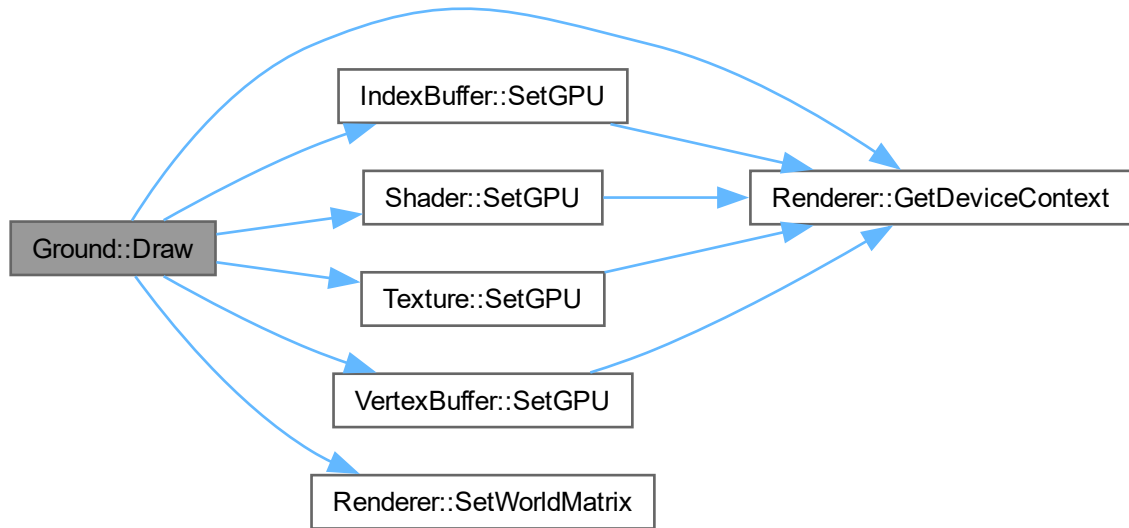 Ground::Draw
IndexBuffer::SetGPU
Shader::SetGPU
Texture::SetGPU
VertexBuffer::SetGPU
Renderer::SetWorldMatrix
Renderer::GetDeviceContext